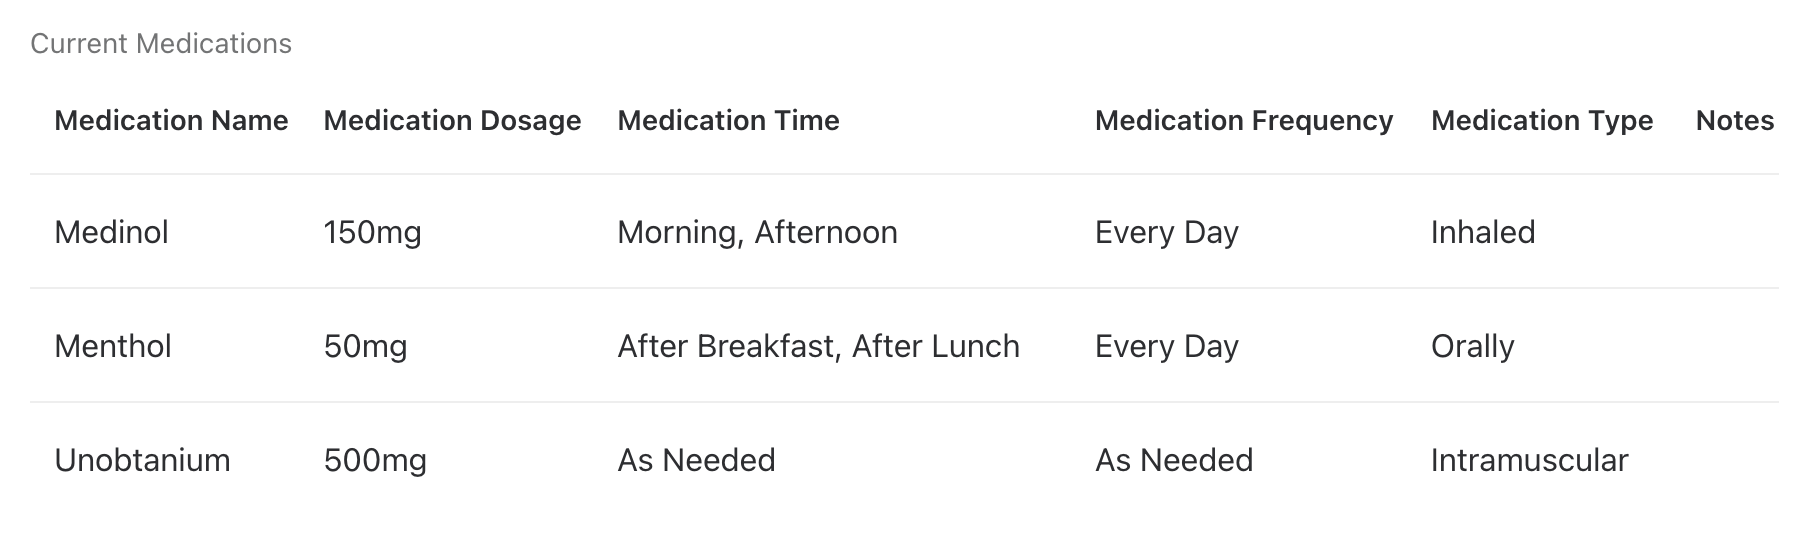 Current Medications
Medication Name Medication Dosage Medication Time Medication Frequency Medication Type Notes
Medinol 150mg Morning, Afternoon Every Day Inhaled
Menthol 50mg After Breakfast, After Lunch Every Day Orally
Unobtanium 500mg As Needed As Needed Intramuscular